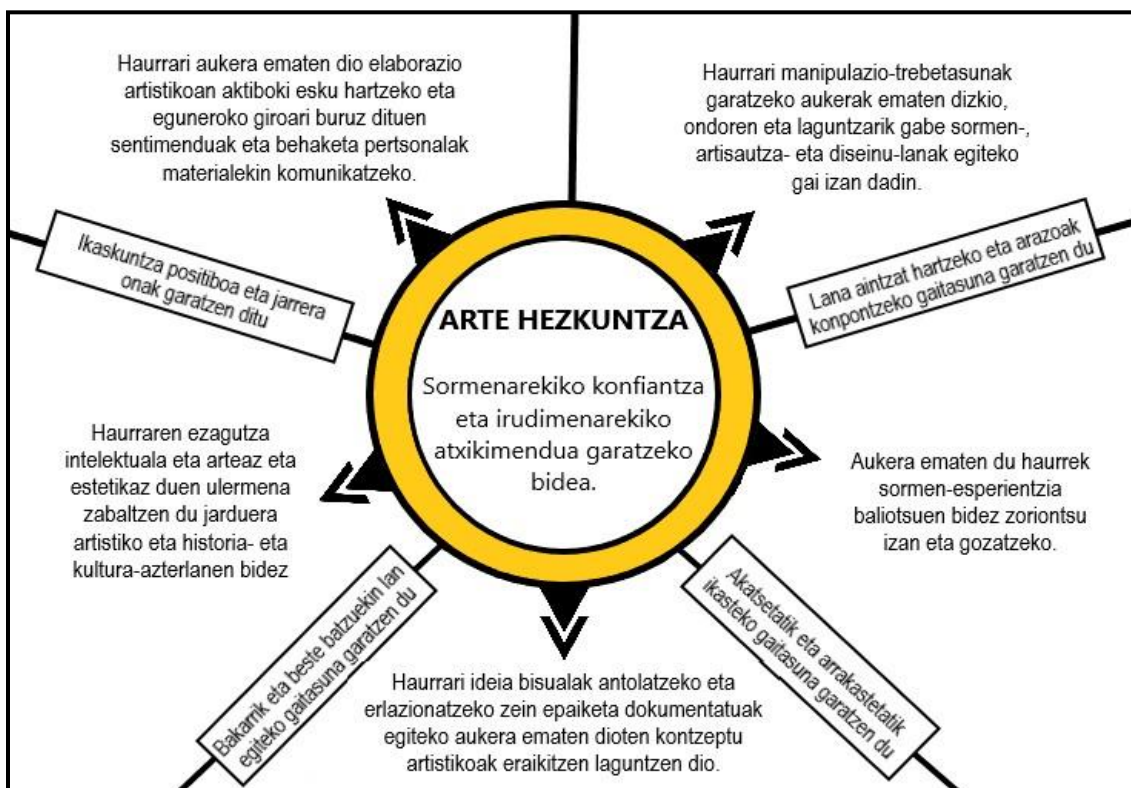 Haurrari aukera ematen dio elaborazio
artistikoan aktiboki esku hartzeko eta
eguneroko giroari buruz dituen
sentimenduak eta behaketa pertsonalak
materialekin komunikatzeko.
Haurrari manipulazio-trebetasunak
garatzeko aukerak ematen dizkio,
ondoren eta laguntzarik gabe sormen-,
artisautza- eta diseinu-lanak egiteko
gai izan dadin.
Ikaskuntza positiboa eta jarrera
onak garatzen ditu
Lana aintzat hartzeko eta arazoak
konpontzeko gaitasuna garatzen du
ARTE HEZKUNTZA
Sormenarekiko konfiantza
eta irudimenarekiko
atxikimendua garatzeko
bidea.
Haurraren ezagutza
intelektuala eta arteaz eta
estetikaz duen ulermena
zabaltzen du jarduera
artistiko eta historia- eta
kultura-azterlanen bidez
Aukera ematen du haurrek
sormen-esperientzia
baliotsuen bidez zoriontsu
izan eta gozatzeko.
Bakarrik eta beste batzuekin lan
egiteko gaitasuna garatzen du
Akatsetatik eta arrakastetatik
ikasteko gaitasuna garatzen du
Haurrari ideia bisualak antolatzeko eta
erlazionatzeko zein epaiketa dokumentatuak
egiteko aukera ematen dioten kontzeptu
artistikoak eraikitzen laguntzen dio.